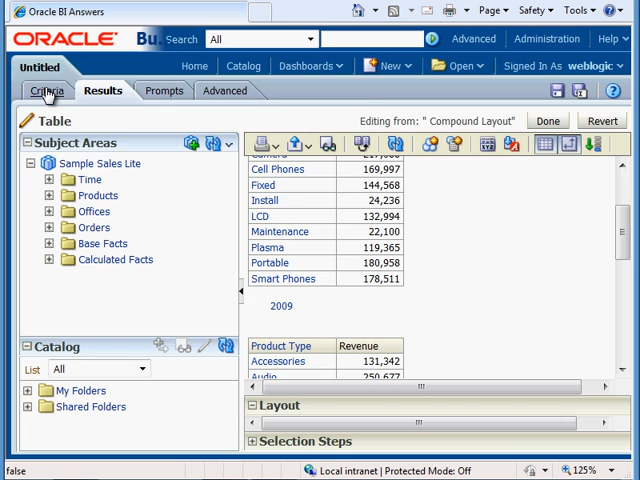 Oracle BI Answers
Page
Safety
Tools
ORACLE
Bu.
Search
All
Advanced
Administration
Help
Untitled
Home
Catalog
Dashboards
New
Open
Signed In As weblogic
Criteria
Results
Prompts
Advanced
Table
Editing from: " Compound Layout"
Done
Revert
Subject Areas
Sample Sales Lite
Time
Products
Offices
Orders
Base Facts
Calculated Facts
Cell Phones 169,997
Fixed 144,568
Install 24,236
LCD 132,994
Maintenance 22,100
Plasma 119,365
Portable 180,958
Smart Phones 178,511
2009
Product Type Revenue
Accessories 131,342
Audio 250,677
Catalog
List All
My Folders
Shared Folders
Layout
Selection Steps
false
Local intranet | Protected Mode: Off
125%